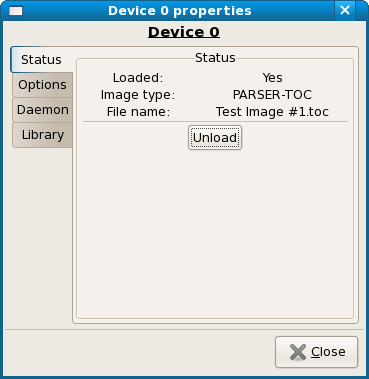 Device 0 properties
Device 0
Status
Options
Daemon
Library
Status
Loaded: Yes
Image type: PARSER-TOC
File name: Test Image #1.toc
Unload
Close